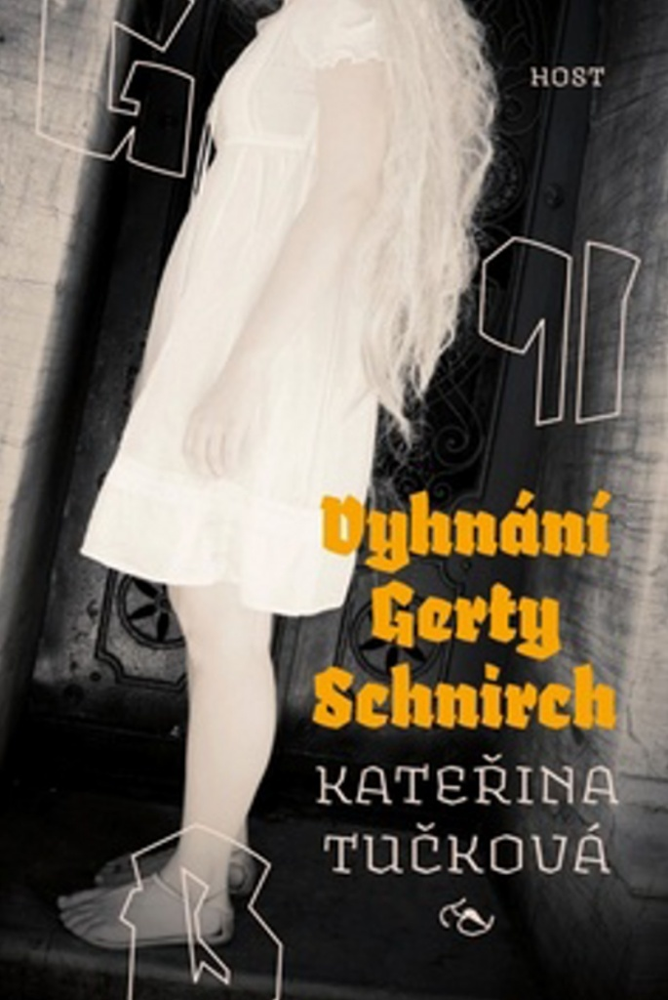 HOST
Vyhnání
Gerty
Schnirch
KATEŘINA
TUČKOVÁ